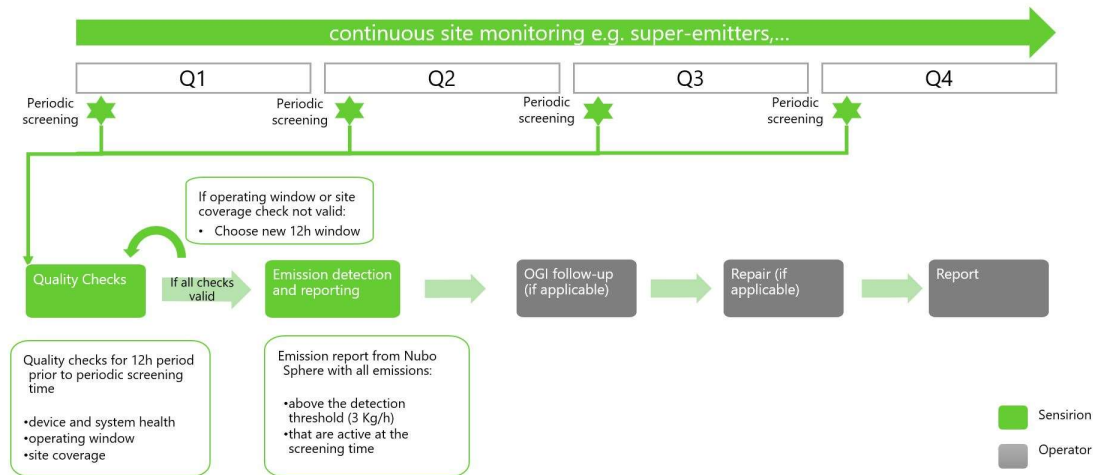 continuous site monitoring e.g. super-emitters,...
Q1
Q2
Q3
Q4
Periodic
screening
Periodic
screening
Periodic
screening
Periodic
screening
If operating window or site
coverage check not valid:
• Choose new 12h window
Quality Checks
If all checks
valid
Emission detection
and reporting
OGI follow-up
(if applicable)
Repair (if
applicable)
Report
Quality checks for 12h period
prior to periodic screening
time
•device and system health
•operating window
•site coverage
Emission report from Nubo
Sphere with all emissions:
•above the detection
threshold (3 Kg/h)
•that are active at the
screening time
Sensirion
Operator